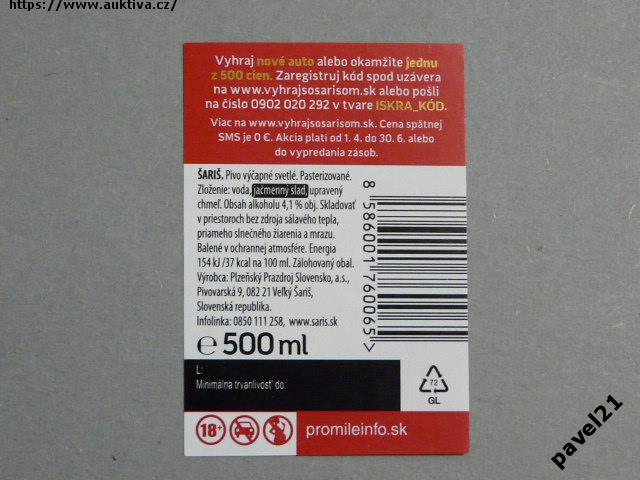 https://www.auktiva.cz/
Vyhraj nové auto alebo okamžite jednu
z 500 cien. Zaregistruj kód spod uzávera
na www.vyhrajsosarisom.sk alebo pošli
na číslo 0902 020 292 v tvare ISKRA_KÓD.
Viac na www.vyhrajsosarisom.sk. Cena spätnej
SMS je 0 €. Akcia platí od 1. 4. do 30. 6. alebo
do vypredania zásob.
ŠARIŠ. Pivo výčapné svetlé. Pasterizované.
Zloženie: voda, jačmenný slad, upravený
chmeľ. Obsah alkoholu 4,1 % obj. Skladovať
v priestoroch bez zdroja sálavého tepla,
priameho slnečného žiarenia a mrazu.
Balené v ochrannej atmosfére. Energia
154 kJ /37 kcal na 100 ml. Zálohovaný obal.
Výrobca: Plzeňský Prazdroj Slovensko, a.s.,
Pivovarská 9, 082 21 Veľký Šariš,
Slovenská republika.
Infolinka: 0850 111 258, www.saris.sk
e 500 ml
8 586001 760065 >
L:
Minimálna trvanlivosť do:
72
GL
18+
promileinfo.sk
pavel21